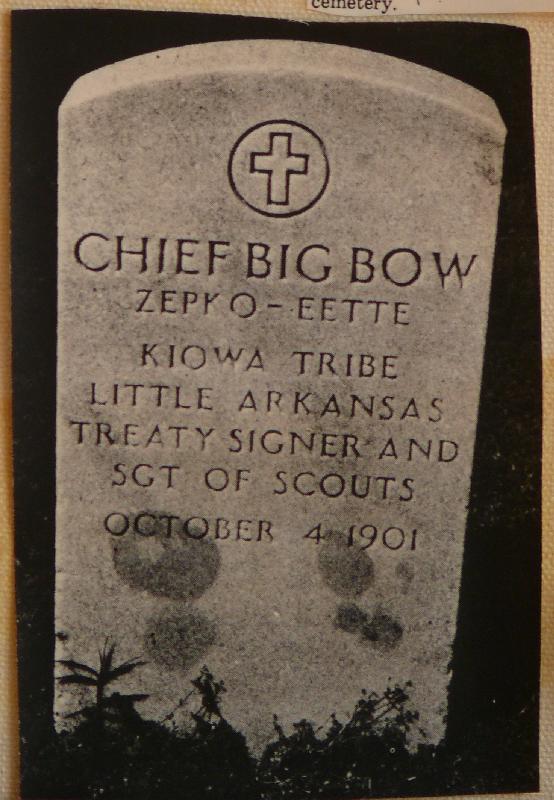 cemetery.
CHIEF BIG BOW
ZEPKO-EETTE
KIOWA TRIBE
LITTLE ARKANSAS
TREATY SIGNER AND
SGT OF SCOUTS
OCTOBER 4 1901